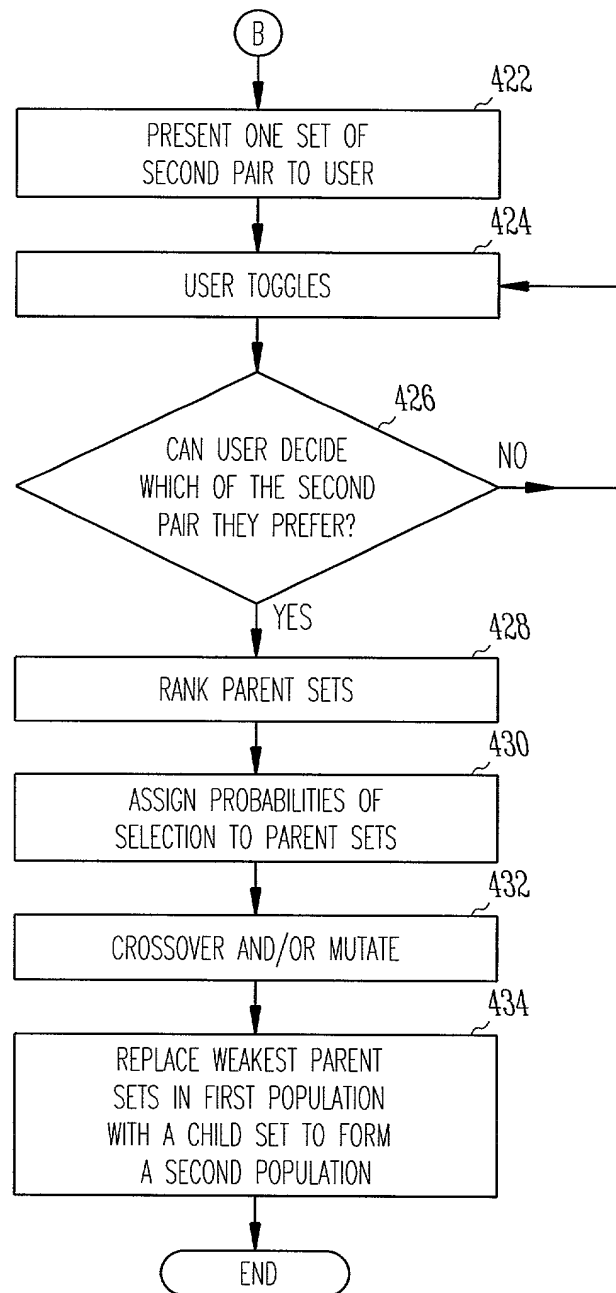 B
422
PRESENT ONE SET OF
SECOND PAIR TO USER
424
USER TOGGLES
426
CAN USER DECIDE
WHICH OF THE SECOND
PAIR THEY PREFER?
NO
YES
428
RANK PARENT SETS
430
ASSIGN PROBABILITIES OF
SELECTION TO PARENT SETS
432
CROSSOVER AND/OR MUTATE
434
REPLACE WEAKEST PARENT
SETS IN FIRST POPULATION
WITH A CHILD SET TO FORM
A SECOND POPULATION
END